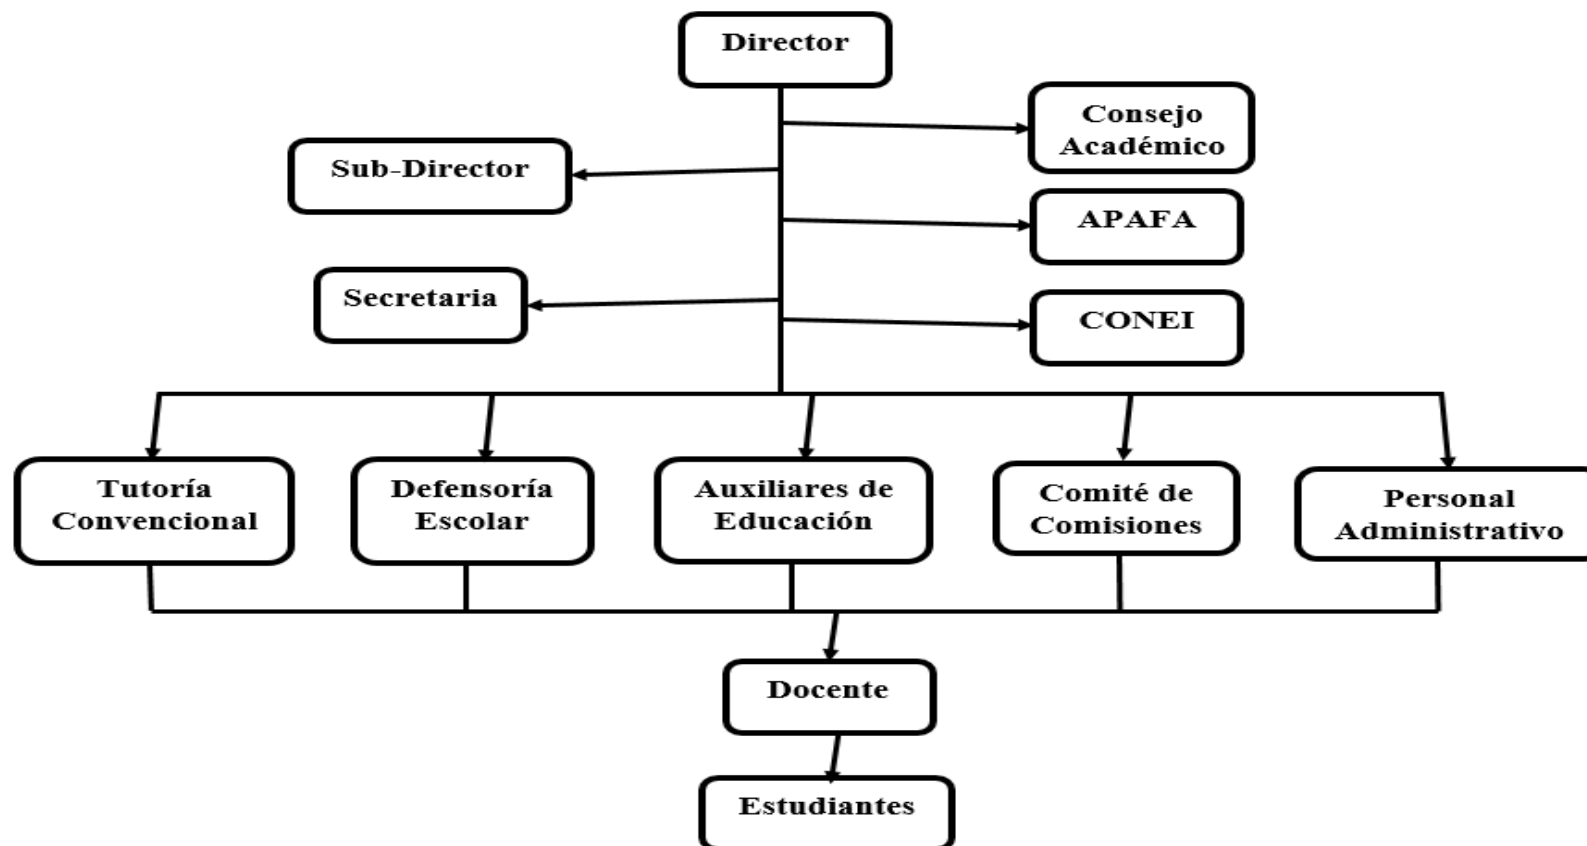 Director
Consejo
Académico
Sub-Director
APAFA
Secretaria
CONEI
Tutoría
Convencional
Defensoría
Escolar
Auxiliares de
Educación
Comité de
Comisiones
Personal
Administrativo
Docente
Estudiantes